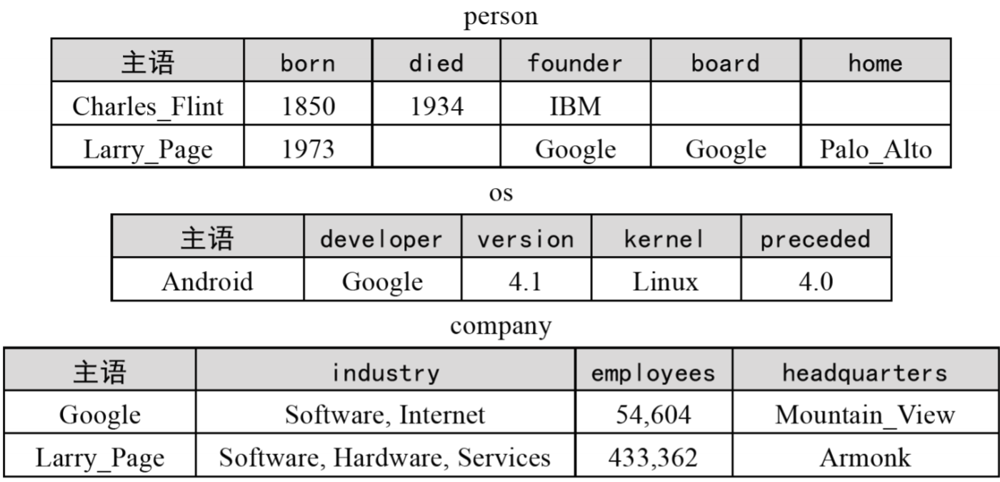 person
主语 born died founder board home
Charles_Flint 1850 1934 IBM
Larry_Page 1973 Google Google Palo_Alto
os
主语 developer version kernel preceded
Android Google 4.1 Linux 4.0
company
主语 industry employees headquarters
Google Software, Internet 54,604 Mountain_View
Larry_Page Software, Hardware, Services 433,362 Armonk